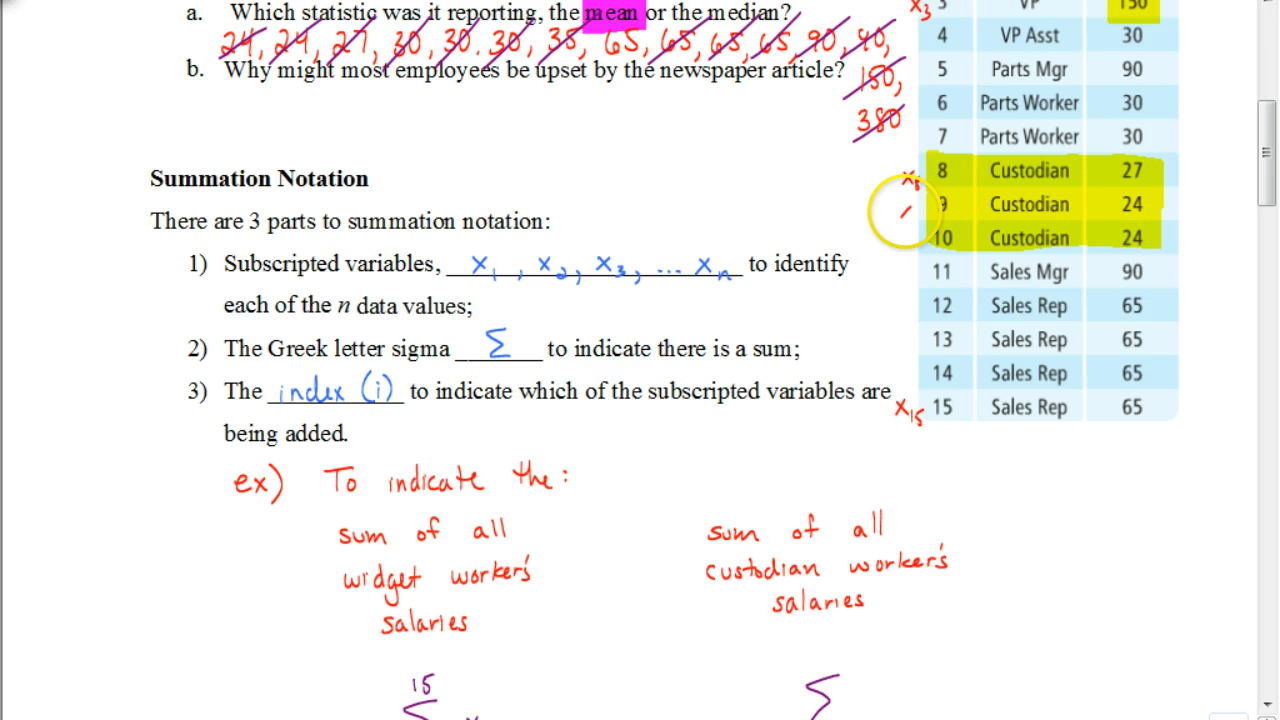 a. Which statistic was it reporting, the mean or the median?
24, 24, 27, 30, 30, 30, 35, 65, 65, 65, 65, 90, 90,
150,
380
b. Why might most employees be upset by the newspaper article?
Summation Notation
There are 3 parts to summation notation:
1) Subscripted variables, x₁, x₂, x₃, ... xₙ to identify
each of the n data values;
2) The Greek letter sigma Σ to indicate there is a sum;
3) The index (i) to indicate which of the subscripted variables are
being added.
ex) To indicate the:
sum of all
widget worker's
salaries
sum of all
custodian worker's
salaries
15
Σ x
Σ
x₃ 3 VP 150
4 VP Asst 30
5 Parts Mgr 90
6 Parts Worker 30
7 Parts Worker 30
x₈ 8 Custodian 27
9 Custodian 24
10 Custodian 24
11 Sales Mgr 90
12 Sales Rep 65
13 Sales Rep 65
14 Sales Rep 65
x₁₅ 15 Sales Rep 65